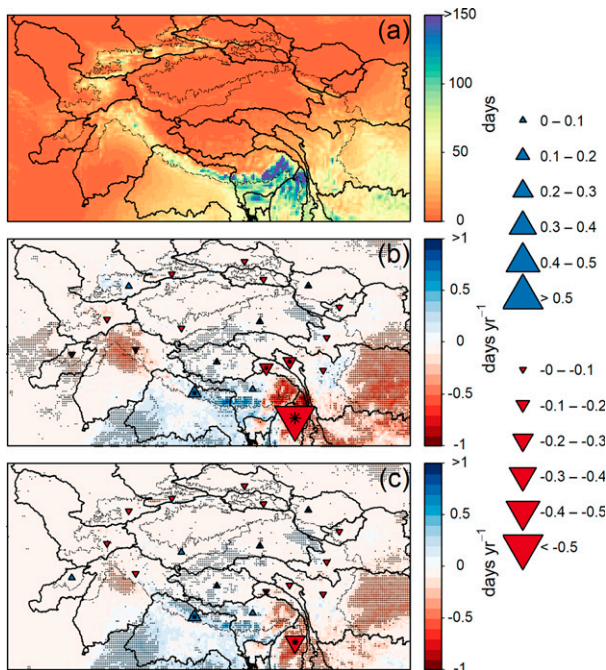 (a)
>150
100
50
0
days
(b)
>1
0.5
0
-0.5
-1
days yr⁻¹
(c)
>1
0.5
0
-0.5
-1
days yr⁻¹
0 – 0.1
0.1 – 0.2
0.2 – 0.3
0.3 – 0.4
0.4 – 0.5
> 0.5
-0 – -0.1
-0.1 – -0.2
-0.2 – -0.3
-0.3 – -0.4
-0.4 – -0.5
< -0.5